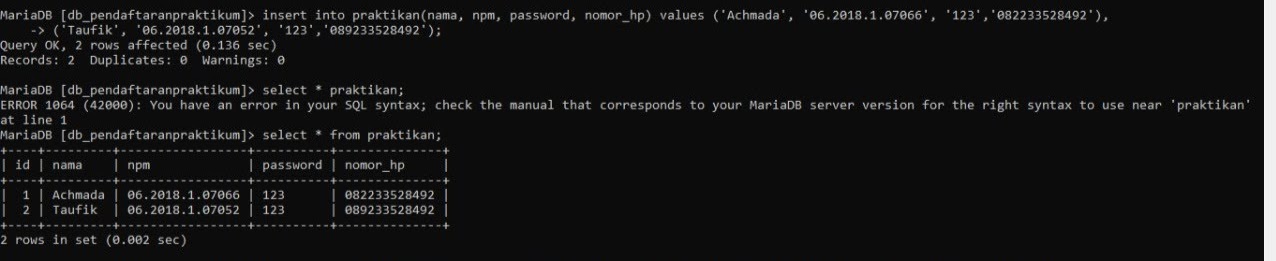 MariaDB [db_pendaftaranpraktikum]> insert into praktikan(nama, npm, password, nomor_hp) values ('Achmada', '06.2018.1.07066', '123','082233528492'),
    -> ('Taufik', '06.2018.1.07052', '123','089233528492');
Query OK, 2 rows affected (0.136 sec)
Records: 2  Duplicates: 0  Warnings: 0

MariaDB [db_pendaftaranpraktikum]> select * praktikan;
ERROR 1064 (42000): You have an error in your SQL syntax; check the manual that corresponds to your MariaDB server version for the right syntax to use near 'praktikan'
at line 1
MariaDB [db_pendaftaranpraktikum]> select * from praktikan;
+----+---------+-----------------+----------+--------------+
| id | nama    | npm             | password | nomor_hp     |
+----+---------+-----------------+----------+--------------+
|  1 | Achmada | 06.2018.1.07066 | 123      | 082233528492 |
|  2 | Taufik  | 06.2018.1.07052 | 123      | 089233528492 |
+----+---------+-----------------+----------+--------------+
2 rows in set (0.002 sec)